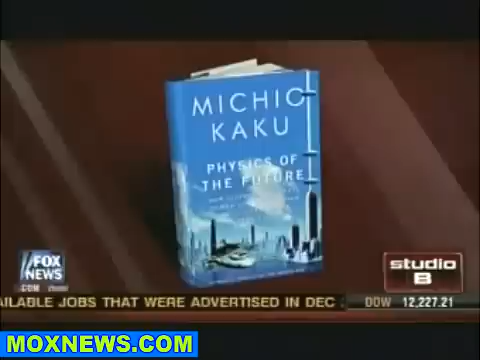 MICHIO
KAKU
PHYSICS OF
THE FUTURE
FOX
NEWS
.COM
studio
B
AILABLE JOBS THAT WERE ADVERTISED IN DEC
DOW 12,227.21
MOXNEWS.COM